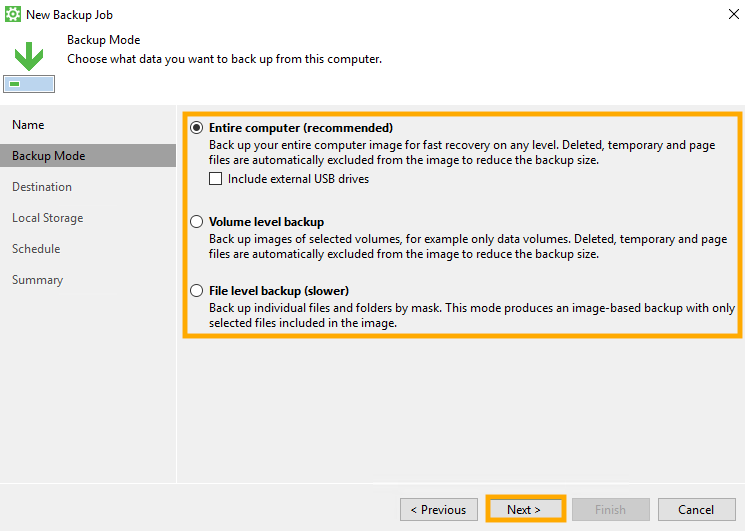 New Backup Job
Backup Mode
Choose what data you want to back up from this computer.
Name
Backup Mode
Destination
Local Storage
Schedule
Summary
Entire computer (recommended)
Back up your entire computer image for fast recovery on any level. Deleted, temporary and page
files are automatically excluded from the image to reduce the backup size.
Include external USB drives
Volume level backup
Back up images of selected volumes, for example only data volumes. Deleted, temporary and page
files are automatically excluded from the image to reduce the backup size.
File level backup (slower)
Back up individual files and folders by mask. This mode produces an image-based backup with only
selected files included in the image.
< Previous
Next >
Finish
Cancel